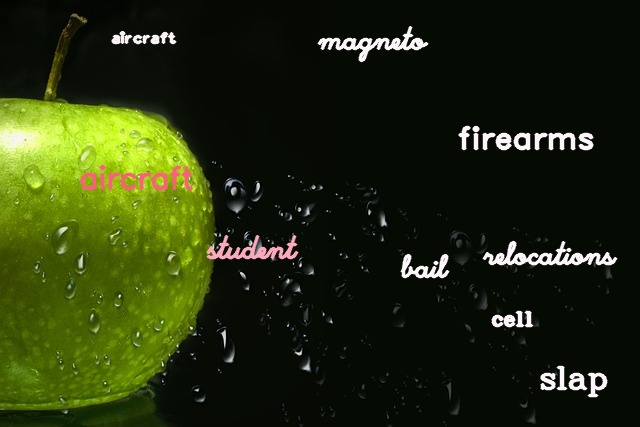 aircraft
magneto
firearms
aircraft
student
bail
relocations
cell
slap